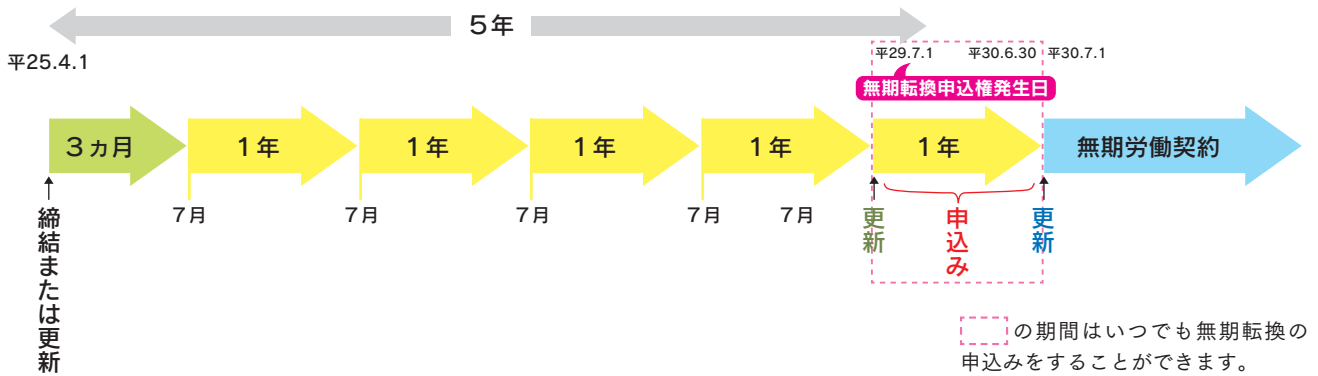 5年
平25.4.1
平29.7.1
平30.6.30
平30.7.1
無期転換申込権発生日
3ヵ月
1年
1年
1年
1年
1年
無期労働契約
7月
7月
7月
7月
7月
締結または更新
更新
申込み
更新
の期間はいつでも無期転換の
申込みをすることができます。